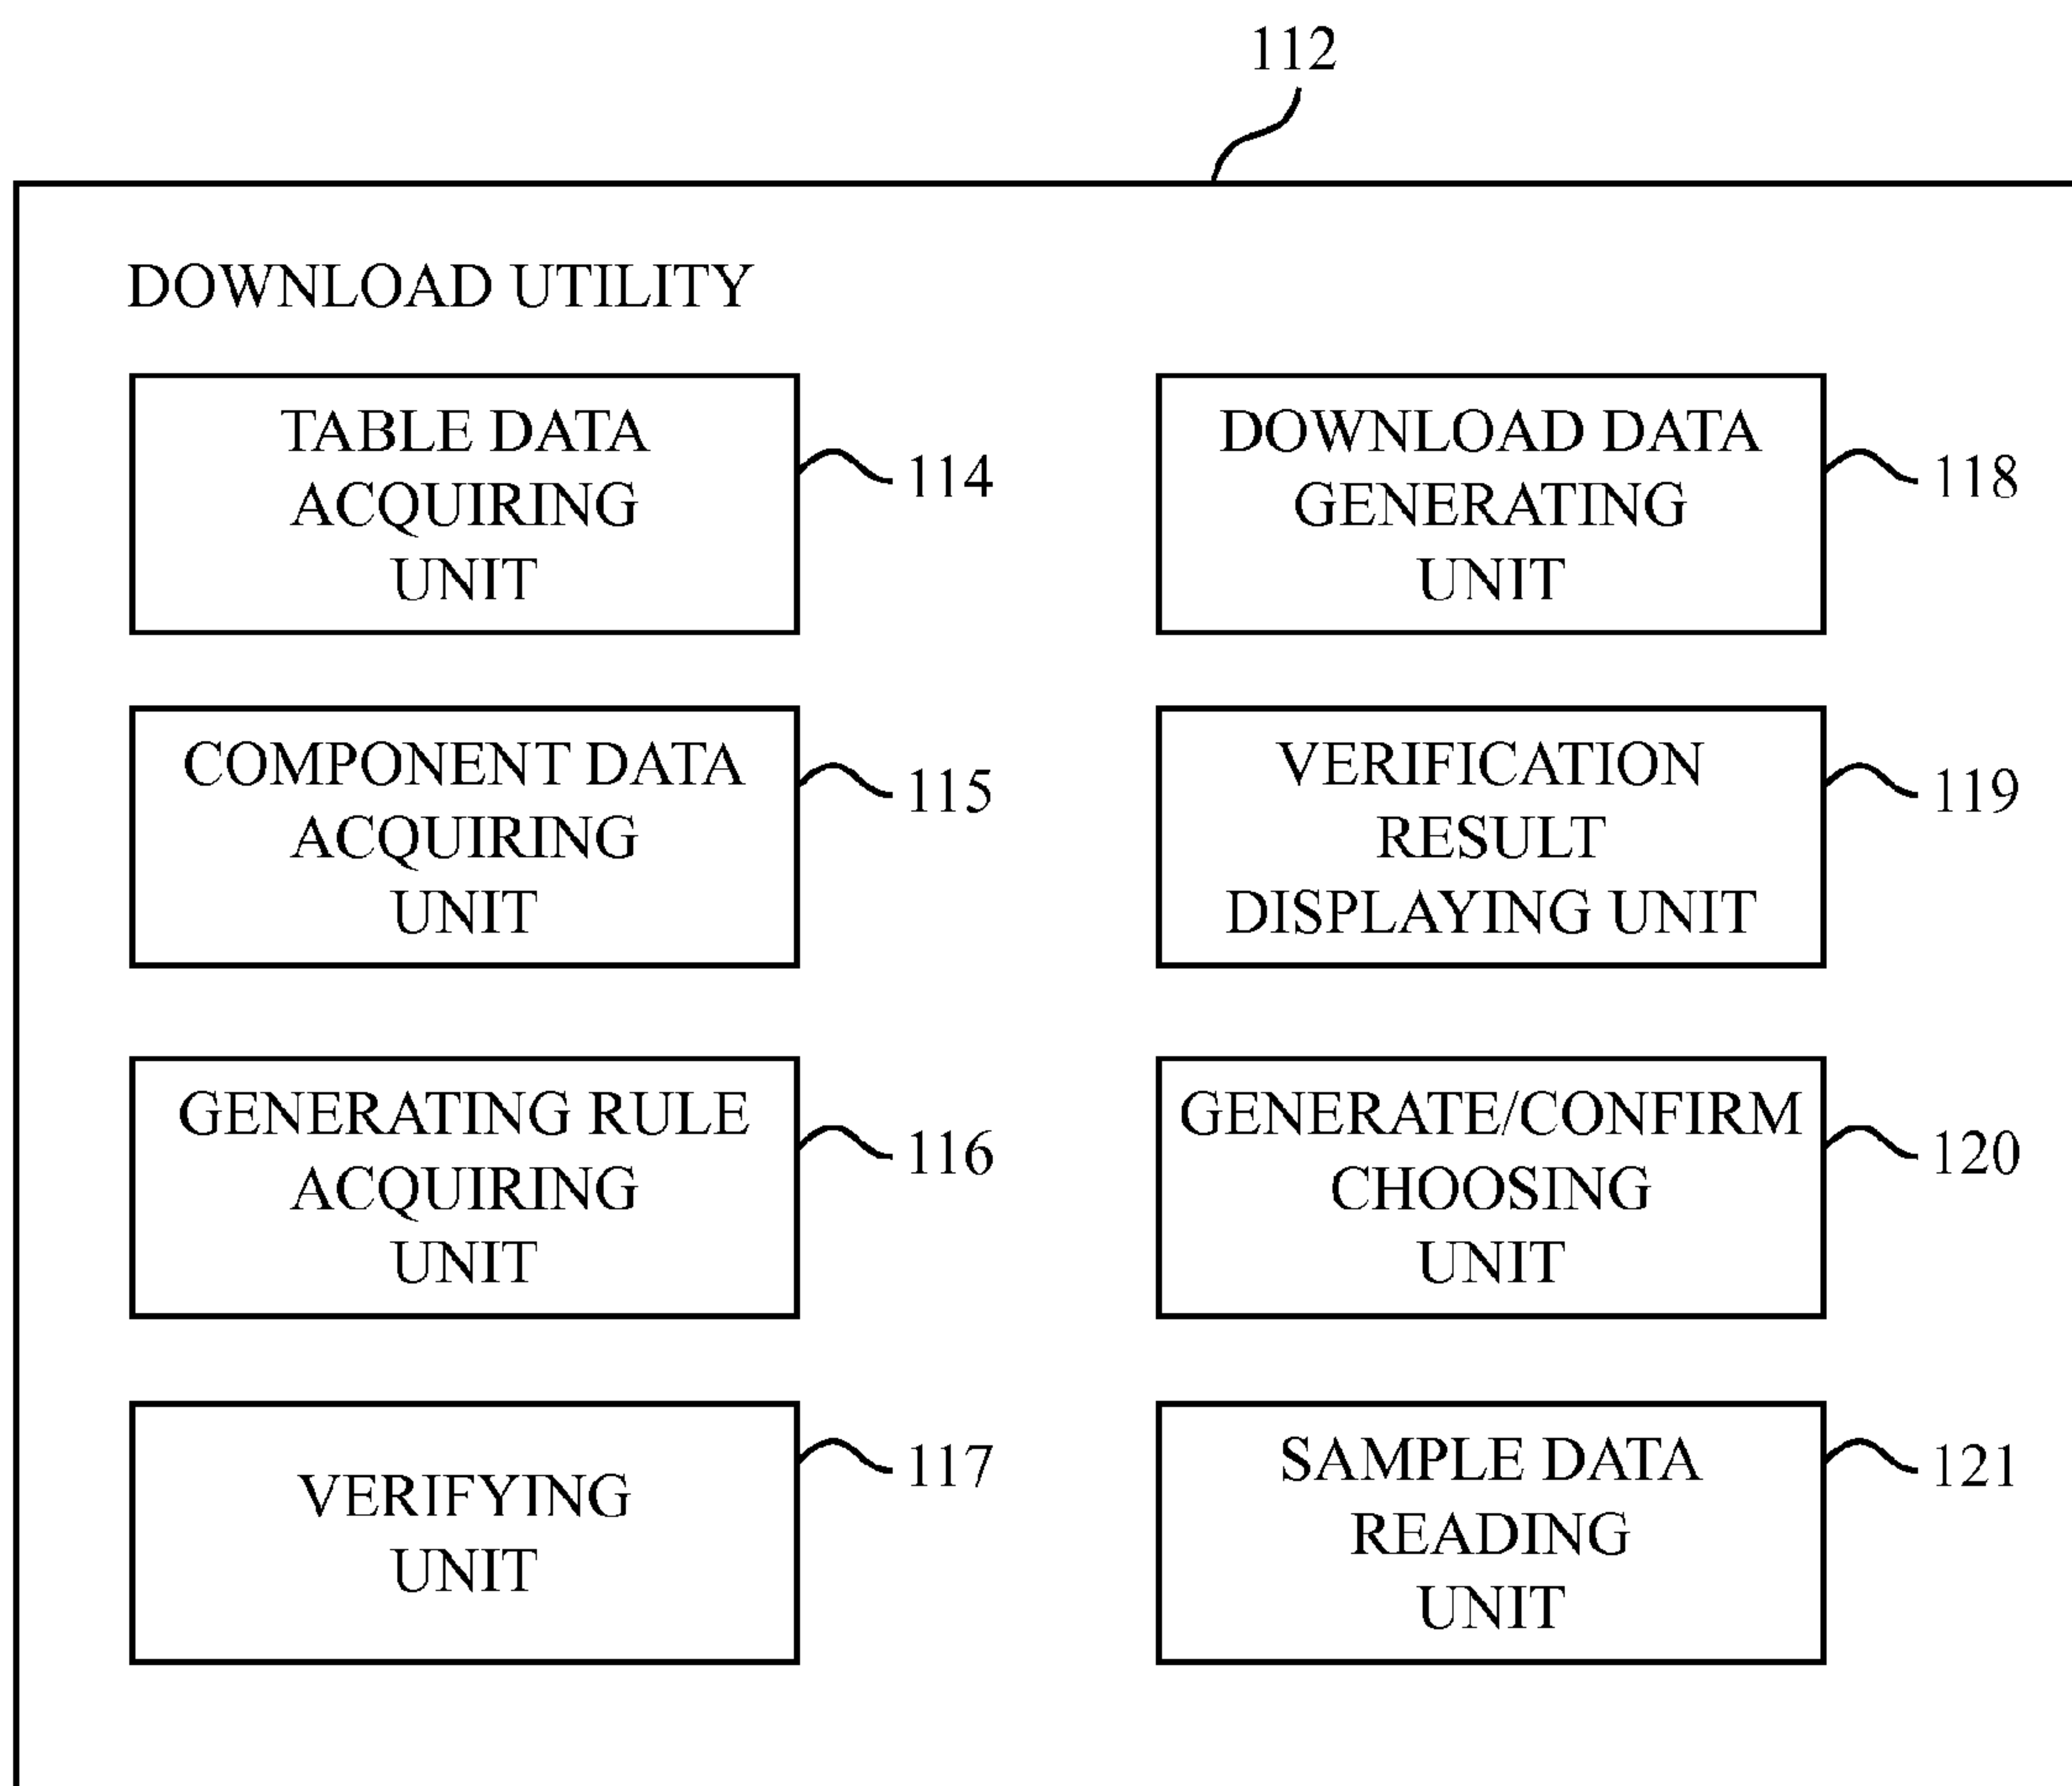 112
DOWNLOAD UTILITY
TABLE DATA
ACQUIRING
UNIT
114
COMPONENT DATA
ACQUIRING
UNIT
115
GENERATING RULE
ACQUIRING
UNIT
116
VERIFYING
UNIT
117
DOWNLOAD DATA
GENERATING
UNIT
118
VERIFICATION
RESULT
DISPLAYING UNIT
119
GENERATE/CONFIRM
CHOOSING
UNIT
120
SAMPLE DATA
READING
UNIT
121